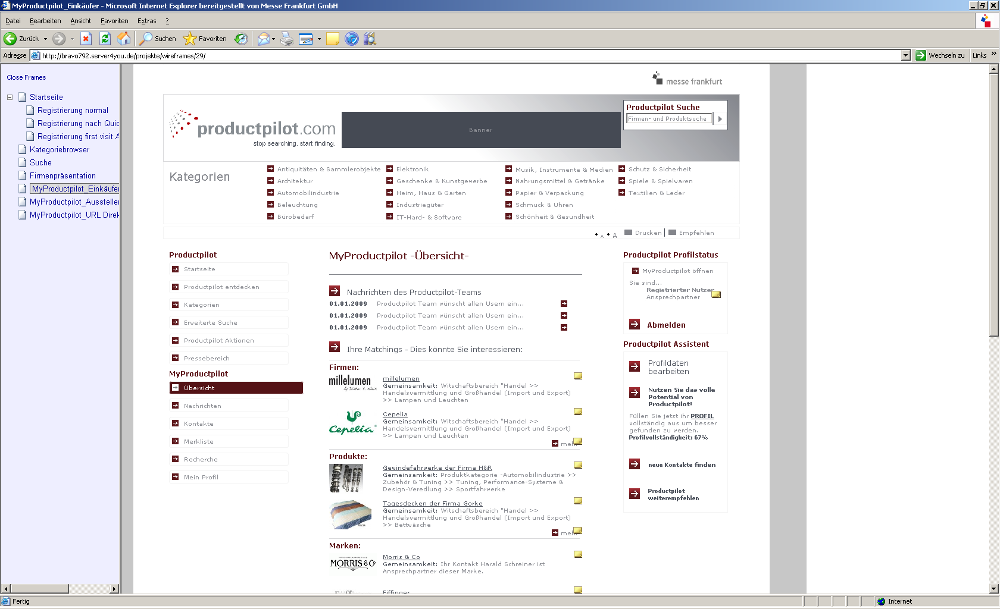 MyProductpilot_Einkäufer - Microsoft Internet Explorer bereitgestellt von Messe Frankfurt GmbH
Datei Bearbeiten Ansicht Favoriten Extras ?
Zurück Suchen Favoriten
Adresse http://bravo792.server4you.de/projekte/wireframes/29/ Wechseln zu Links »
Close Frames
Startseite
Registrierung normal
Registrierung nach Quic
Registrierung first visit A
Kategoriebrowser
Suche
Firmenpräsentation
MyProductpilot_Einkäufer
MyProductpilot_Aussteller
MyProductpilot_URL Direk
messe frankfurt
productpilot.com
stop searching. start finding.
Banner
Productpilot Suche
Firmen- und Produktsuche
Kategorien
Antiquitäten & Sammlerobjekte
Architektur
Automobilindustrie
Beleuchtung
Bürobedarf
Elektronik
Geschenke & Kunstgewerbe
Heim, Haus & Garten
Industriegüter
IT-Hard- & Software
Musik, Instrumente & Medien
Nahrungsmittel & Getränke
Papier & Verpackung
Schmuck & Uhren
Schönheit & Gesundheit
Schutz & Sicherheit
Spiele & Spielwaren
Textilien & Leder
• A • A Drucken | Empfehlen
Productpilot
Startseite
Productpilot entdecken
Kategorien
Erweiterte Suche
Productpilot Aktionen
Pressebereich
MyProductpilot
Übersicht
Nachrichten
Kontakte
Merkliste
Recherche
Mein Profil
MyProductpilot -Übersicht-
Nachrichten des Productpilot-Teams
01.01.2009 Productpilot Team wünscht allen Usern ein...
01.01.2009 Productpilot Team wünscht allen Usern ein...
01.01.2009 Productpilot Team wünscht allen Usern ein...
Ihre Matchings - Dies könnte Sie interessieren:
Firmen:
millelumen
millelumen
Gemeinsamkeit: Witschaftsbereich "Handel >>
Handelsvermittlung und Großhandel (Import und Export)
>> Lampen und Leuchten
Cepelia
Cepelia
Gemeinsamkeit: Witschaftsbereich "Handel >>
Handelsvermittlung und Großhandel (Import und Export)
>> Lampen und Leuchten
mehr
Produkte:
Gewindefahrwerke der Firma H&R
Gemeinsamkeit: Produktkategorie -Automobilindustrie >>
Zubehör & Tuning >> Tuning, Performance-Systeme &
Design-Veredlung >> Sportfahrwerke
Tagesdecken der Firma Gorke
Gemeinsamkeit: Witschaftsbereich "Handel >>
Handelsvermittlung und Großhandel (Import und Export)
>> Bettwäsche
mehr
Marken:
MORRIS & Co
Morris & Co
Gemeinsamkeit: Ihr Kontakt Harald Schreiner ist
Ansprechpartner dieser Marke.
Eiffinger
Productpilot Profilstatus
MyProductpilot öffnen
Sie sind...
Registrierter Nutzer
Ansprechpartner
Abmelden
Productpilot Assistent
Profildaten
bearbeiten
Nutzen Sie das volle
Potential von
Productpilot!
Füllen Sie jetzt ihr PROFIL
vollständig aus um besser
gefunden zu werden.
Profilvollständigkeit: 67%
neue Kontakte finden
Productpilot
weiterempfehlen
Fertig
Internet